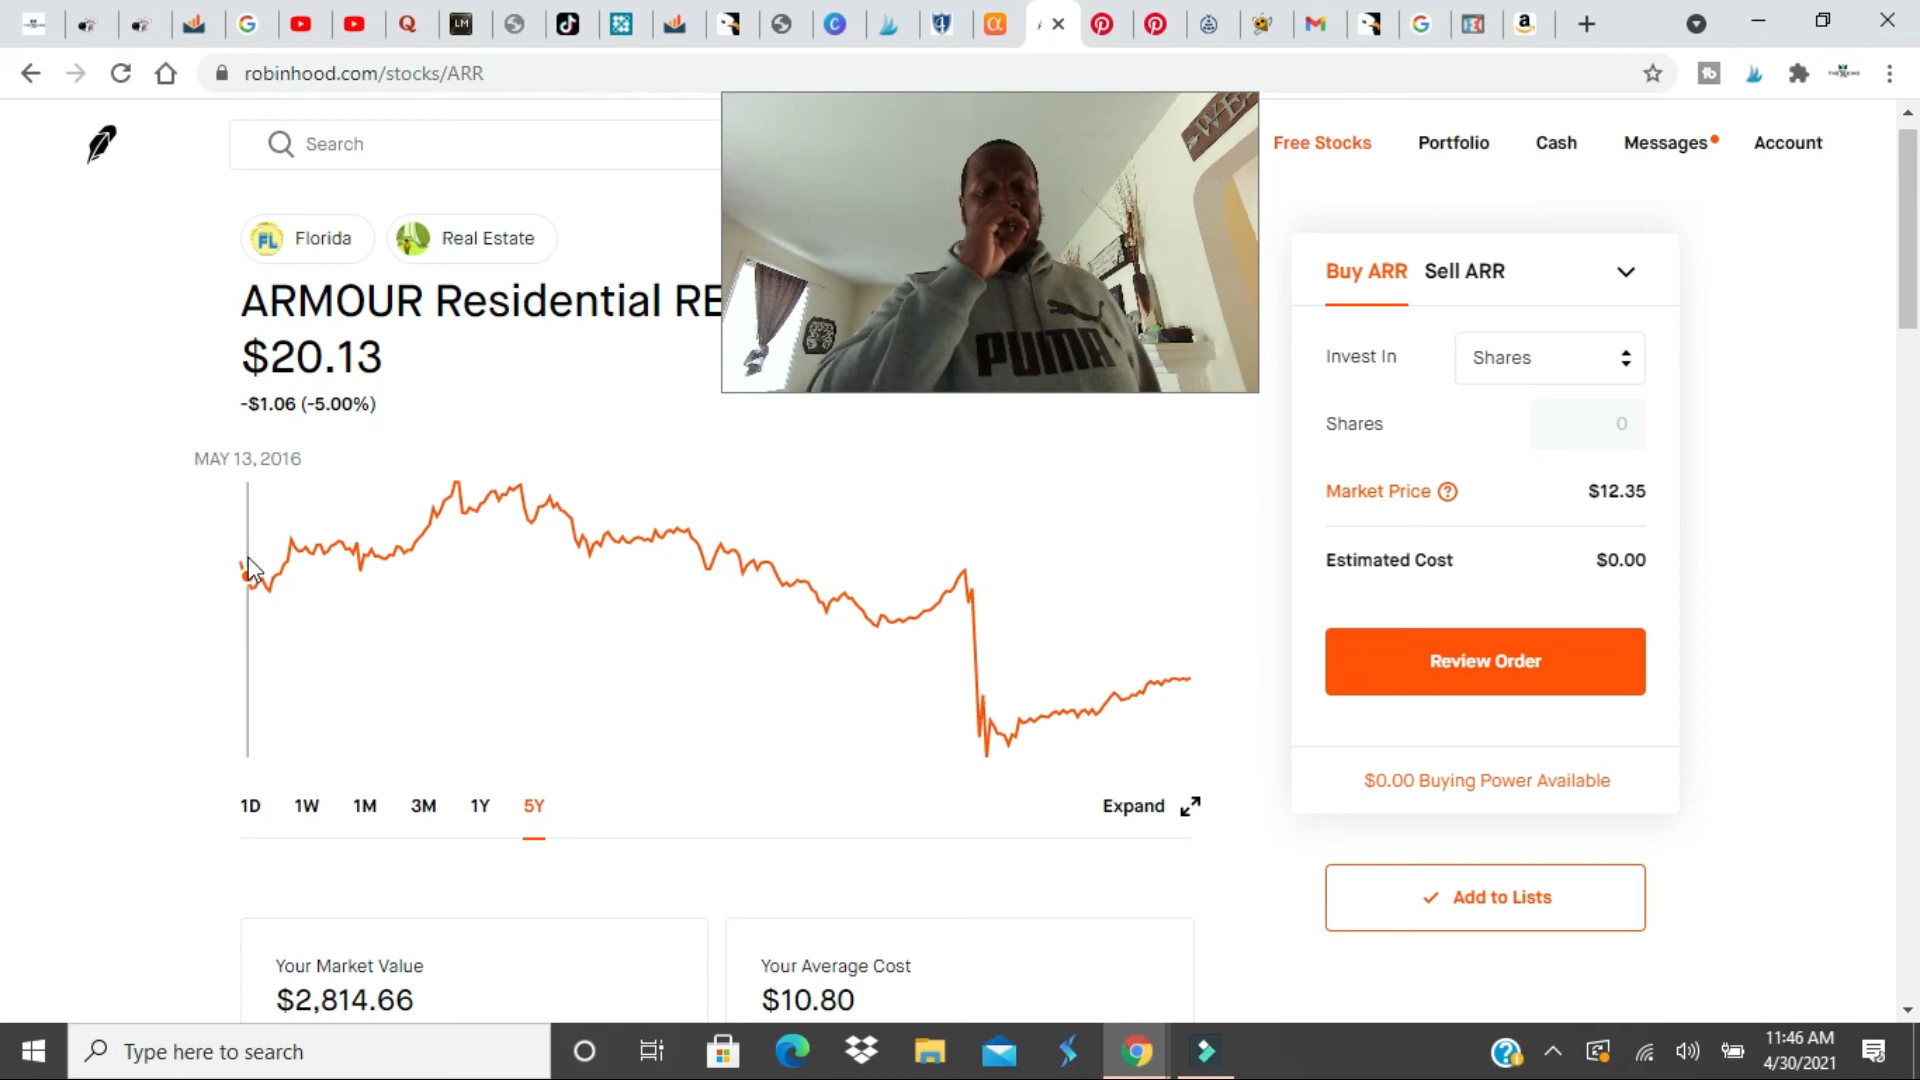 robinhood.com/stocks/ARR
Search
Free Stocks
Portfolio
Cash
Messages
Account
WE
PUMA
FL
Florida
Real Estate
ARMOUR Residential RE
$20.13
-$1.06 (-5.00%)
MAY 13, 2016
1D
1W
1M
3M
1Y
5Y
Expand
Your Market Value
$2,814.66
Your Average Cost
$10.80
Buy ARR
Sell ARR
Invest In
Shares
Shares
0
Market Price
$12.35
Estimated Cost
$0.00
Review Order
$0.00 Buying Power Available
Add to Lists
Type here to search
11:46 AM
4/30/2021